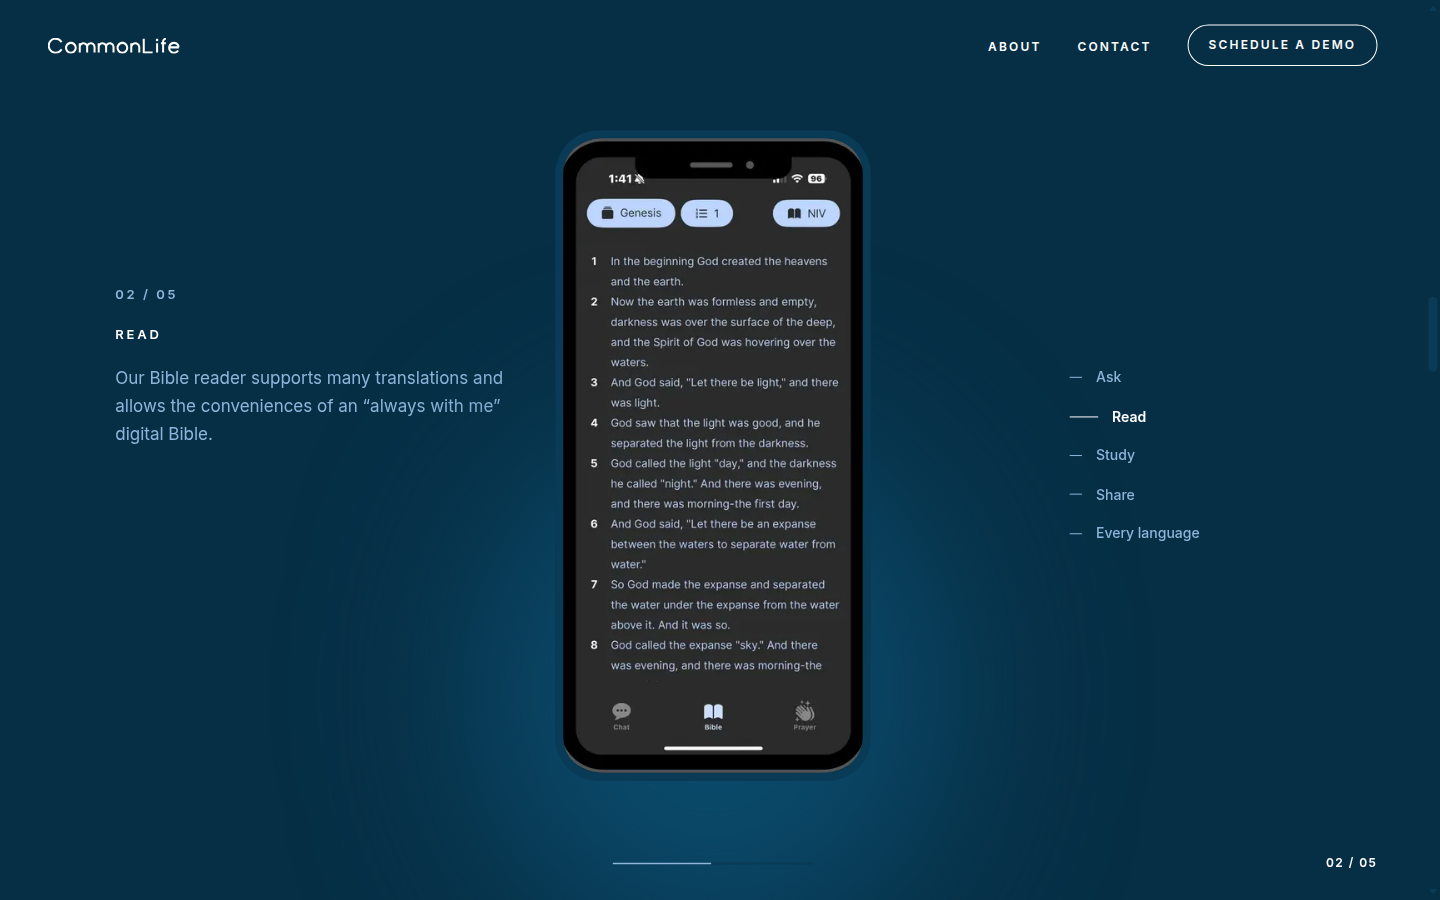 CommonLife
ABOUT
CONTACT
SCHEDULE A DEMO
02 / 05
READ
Our Bible reader supports many translations and
allows the conveniences of an “always with me”
digital Bible.
1:41
96
Genesis
1
NIV
1 In the beginning God created the heavens
and the earth.
2 Now the earth was formless and empty,
darkness was over the surface of the deep,
and the Spirit of God was hovering over the
waters.
3 And God said, "Let there be light," and there
was light.
4 God saw that the light was good, and he
separated the light from the darkness.
5 God called the light "day," and the darkness
he called "night." And there was evening,
and there was morning-the first day.
6 And God said, "Let there be an expanse
between the waters to separate water from
water."
7 So God made the expanse and separated
the water under the expanse from the water
above it. And it was so.
8 God called the expanse "sky." And there
was evening, and there was morning-the
Chat
Bible
Prayer
Ask
Read
Study
Share
Every language
02 / 05